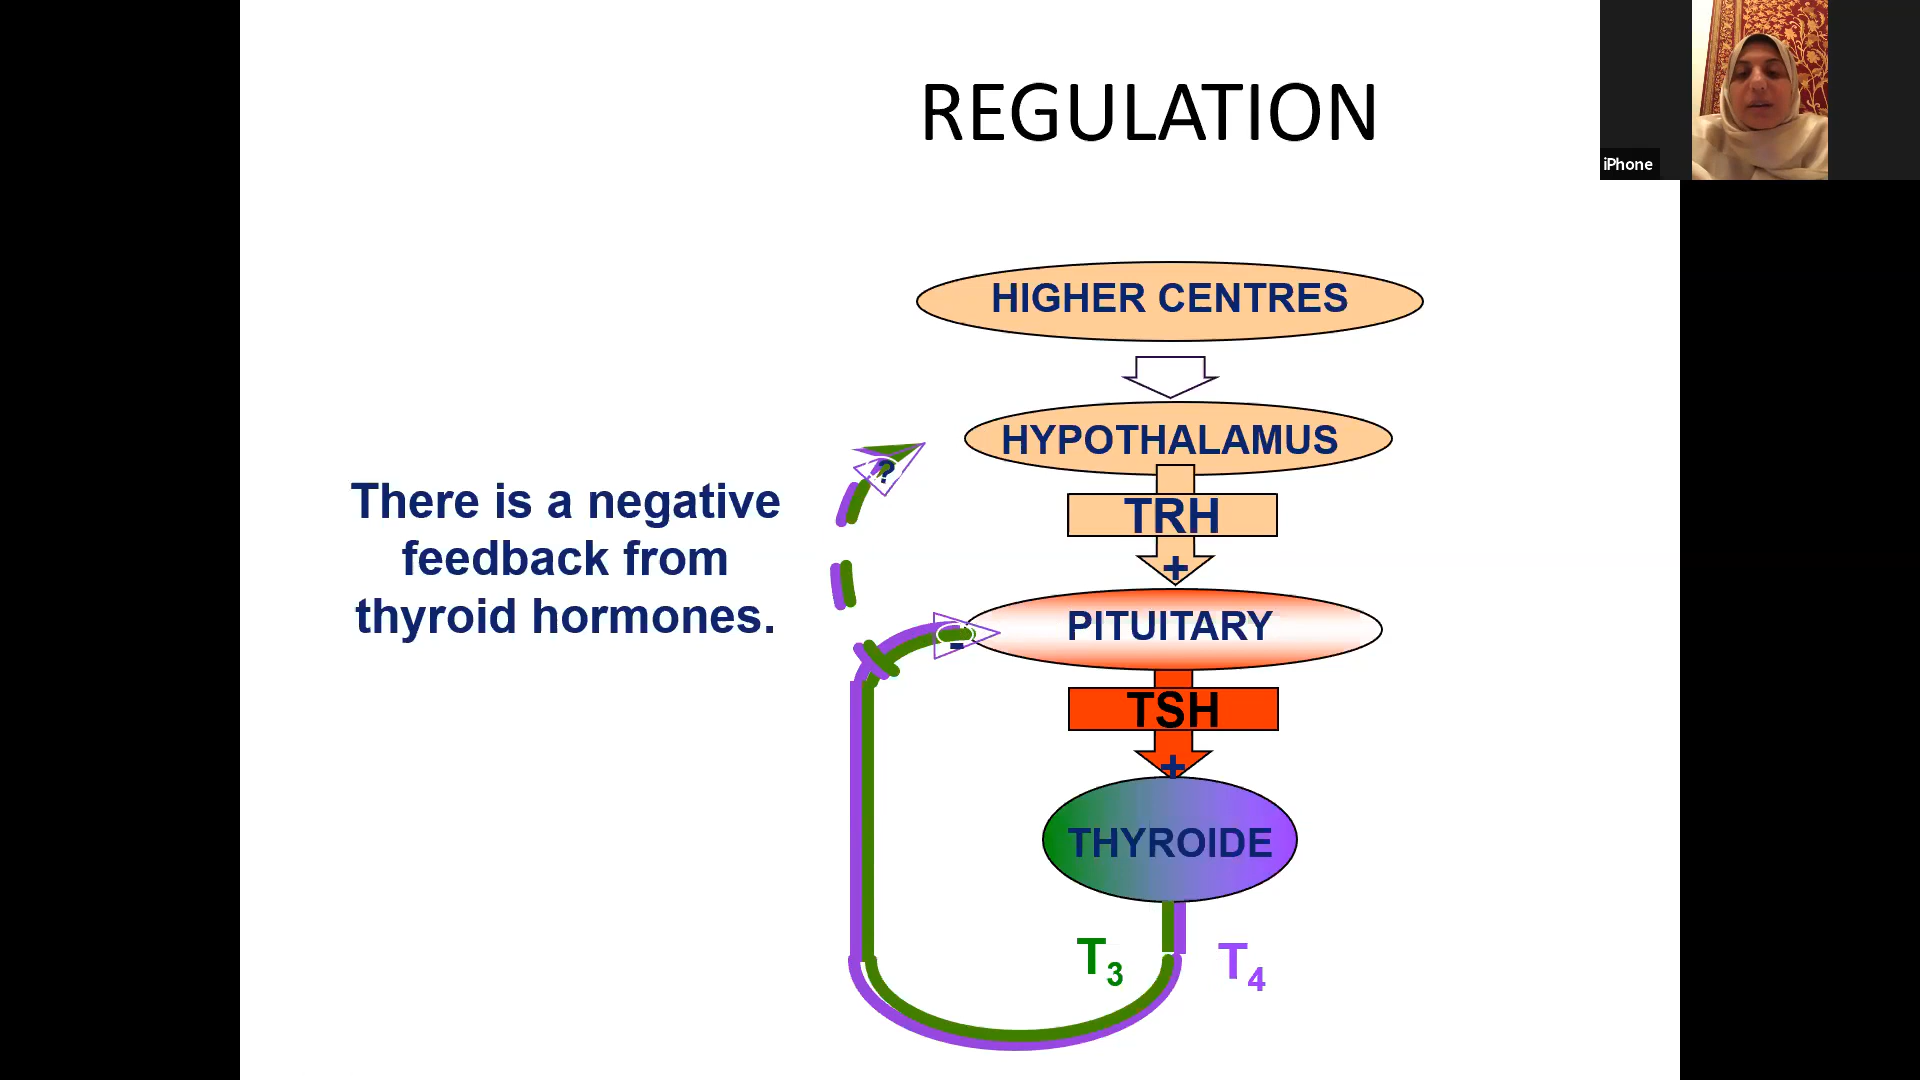 REGULATION
iPhone
HIGHER CENTRES
HYPOTHALAMUS
?
There is a negative
feedback from
thyroid hormones.
TRH
+
PITUITARY
-
TSH
+
THYROIDE
T3
T4